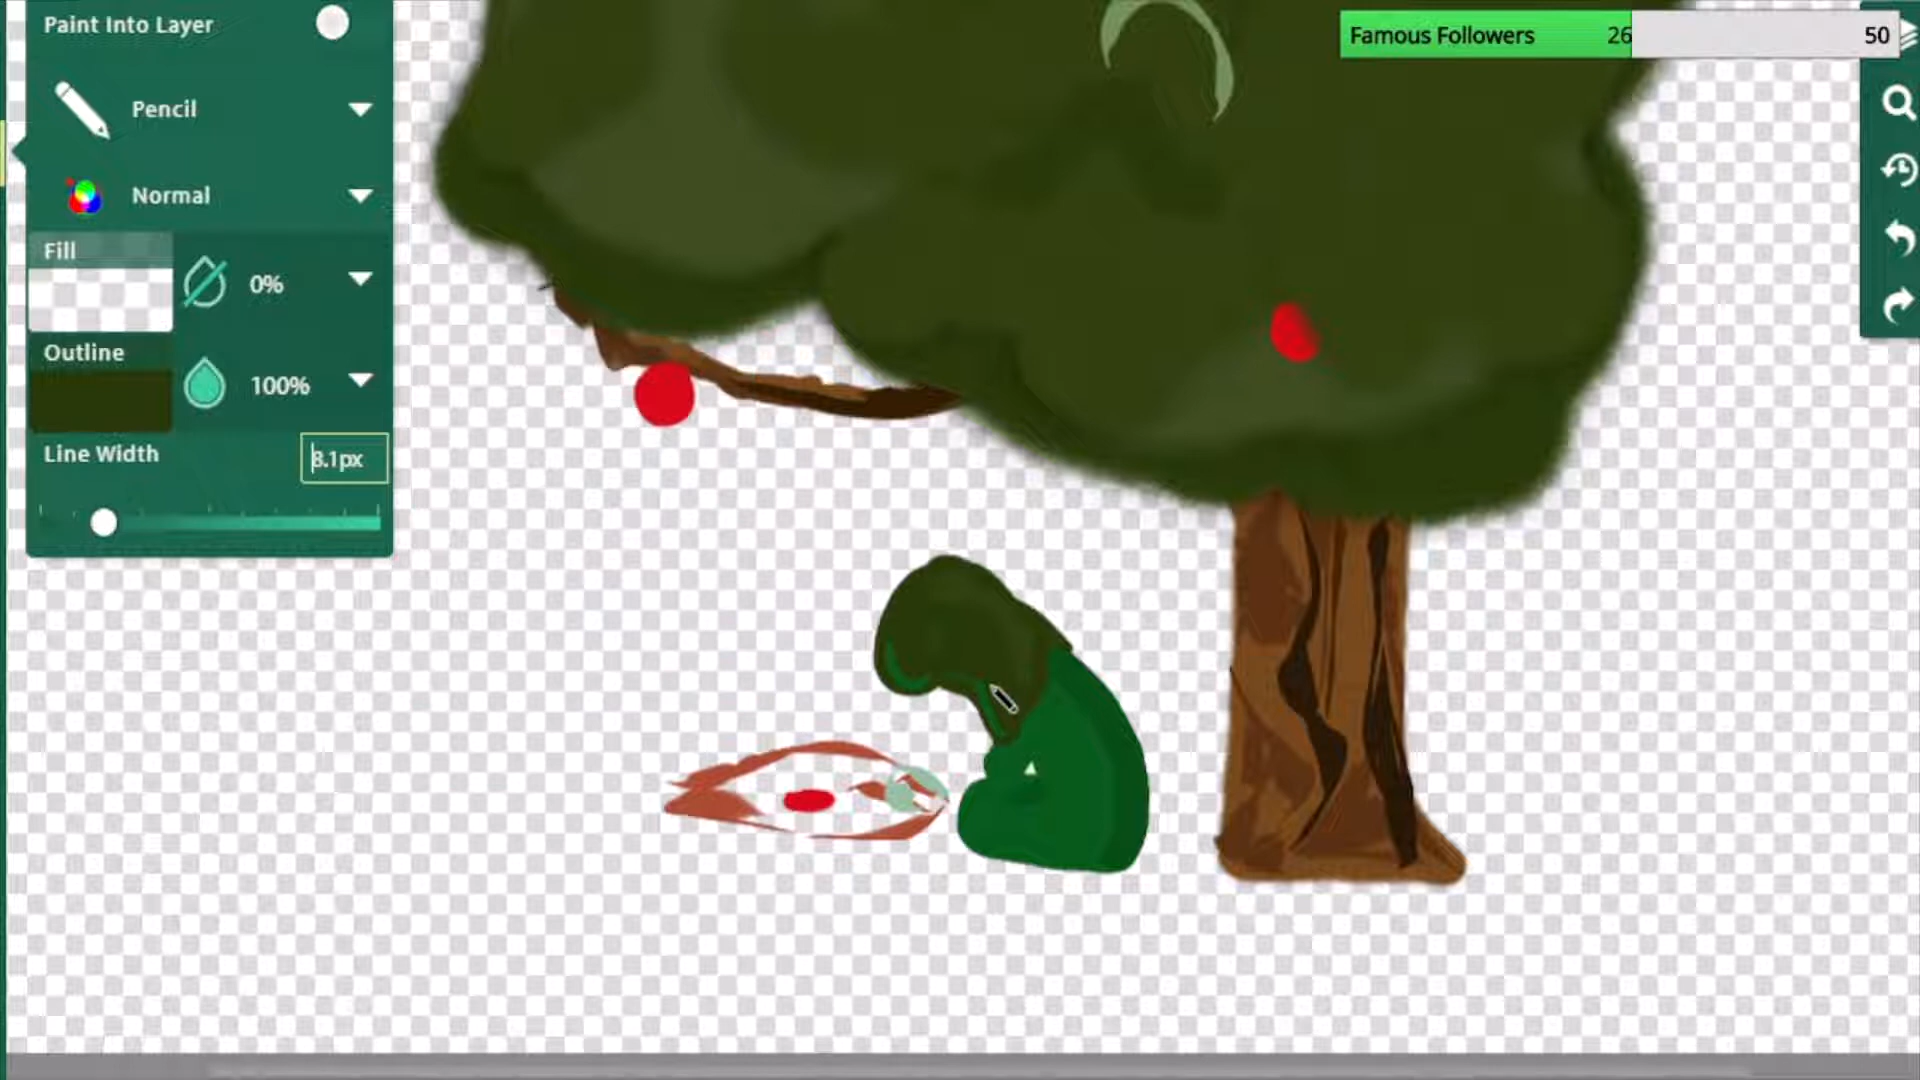 Paint Into Layer
Famous Followers 26 50
Pencil
Normal
Fill
0%
Outline
100%
Line Width 8.1px